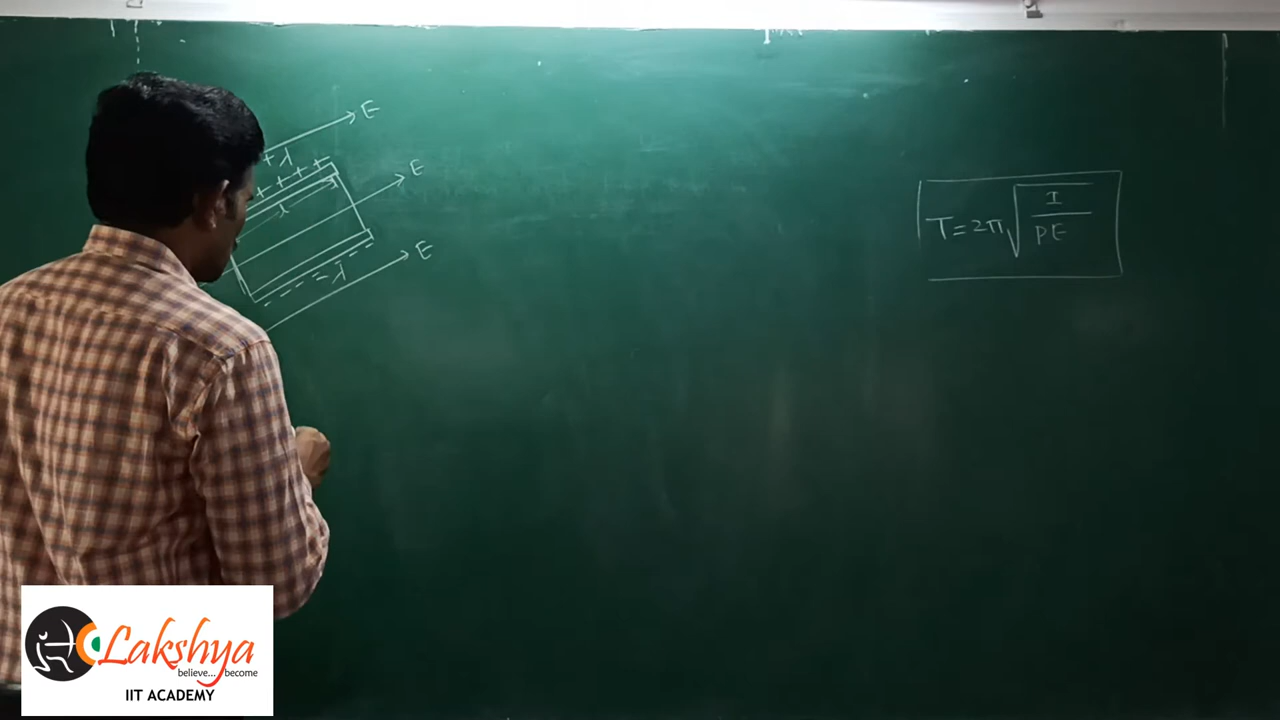 E
+ λ
+ + + +
λ
E
- - - - - -λ
E
T = 2π√(I/PE)
Lakshya
believe... become
IIT ACADEMY